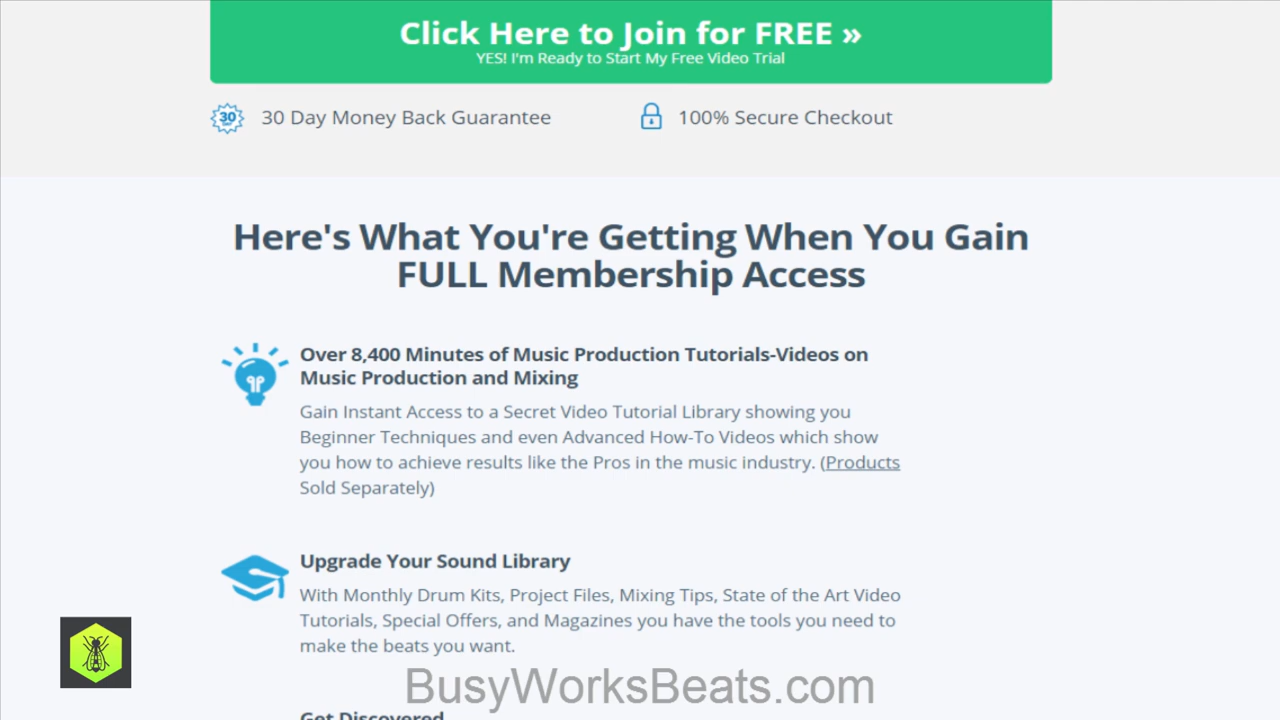 Click Here to Join for FREE »
YES! I'm Ready to Start My Free Video Trial
30 Day Money Back Guarantee
100% Secure Checkout
Here's What You're Getting When You Gain
FULL Membership Access
Over 8,400 Minutes of Music Production Tutorials-Videos on
Music Production and Mixing
Gain Instant Access to a Secret Video Tutorial Library showing you
Beginner Techniques and even Advanced How-To Videos which show
you how to achieve results like the Pros in the music industry. (Products
Sold Separately)
Upgrade Your Sound Library
With Monthly Drum Kits, Project Files, Mixing Tips, State of the Art Video
Tutorials, Special Offers, and Magazines you have the tools you need to
make the beats you want.
BusyWorksBeats.com
Get Discovered